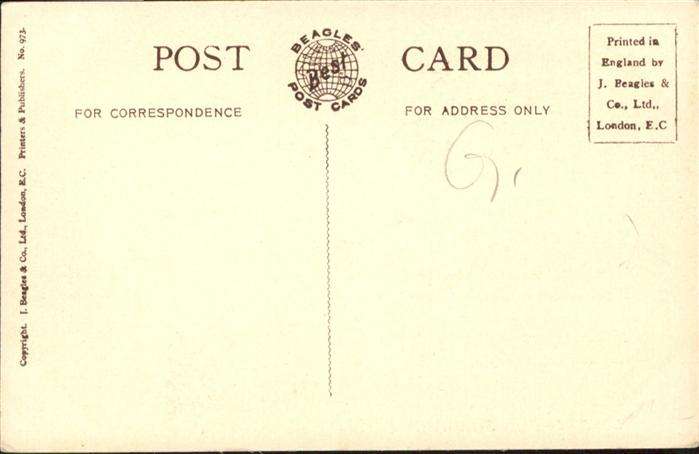 POST CARD
BEAGLES'
Best
POST CARDS
FOR CORRESPONDENCE
FOR ADDRESS ONLY
Printed in
England by
J. Beagles &
Co., Ltd.,
London, E.C
Copyright. J. Beagles & Co., Ltd., London, E.C. Printers & Publishers. No. 973.